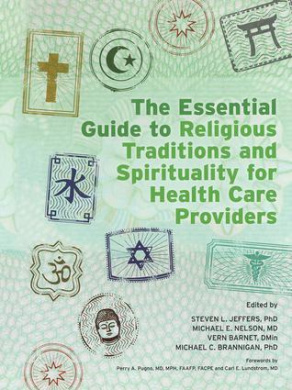 The Essential
Guide to Religious
Traditions and
Spirituality for
Health Care
Providers
Edited by
STEVEN L. JEFFERS, PhD
MICHAEL E. NELSON, MD
VERN BARNET, DMin
MICHAEL C. BRANNIGAN, PhD
Forewords by
Perry A. Pugno, MD, MPH, FAAFP, FACPE and Carl E. Lundstrom, MD